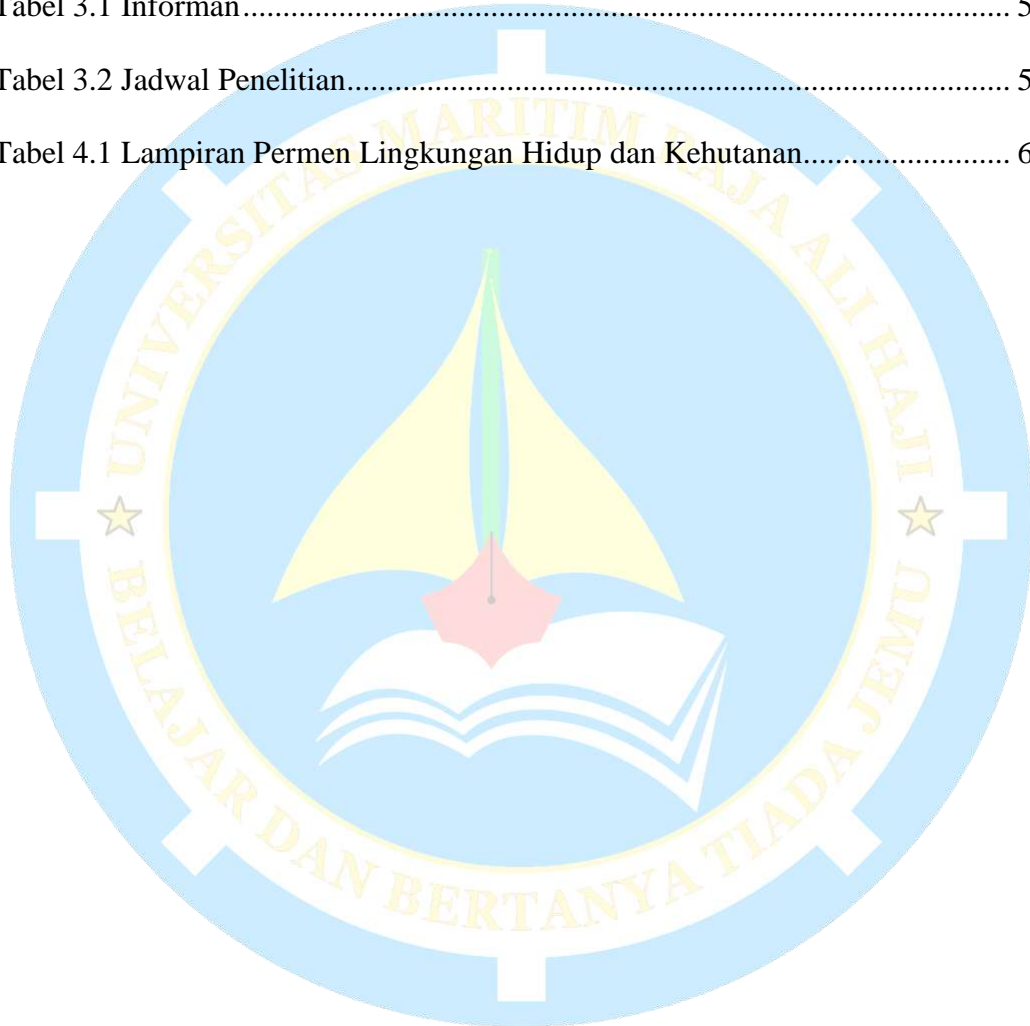 Tabel 3.1 Informan.................................................................................................. 5
Tabel 3.2 Jadwal Penelitian..................................................................................... 5
Tabel 4.1 Lampiran Permen Lingkungan Hidup dan Kehutanan.......................... 6
UNIVERSITAS MARITIM RAJA ALI HAJI
BELAJAR DAN BERTANYA TIADA JEMU